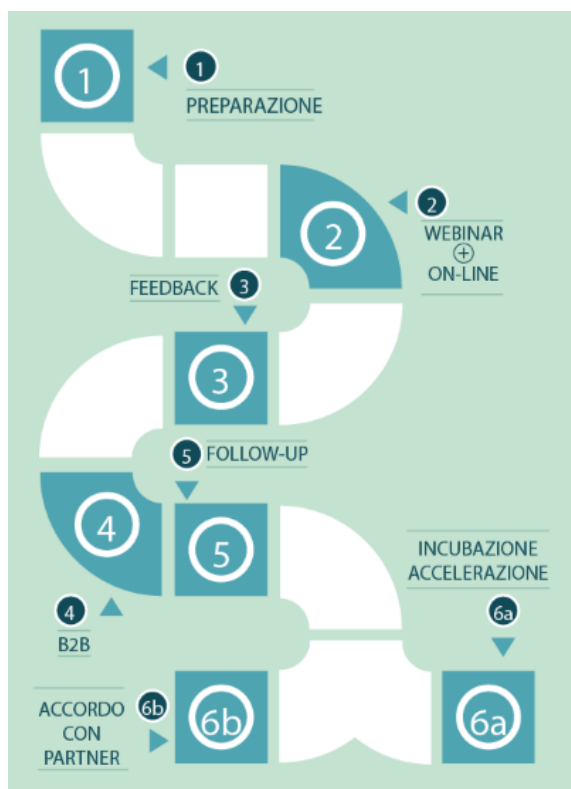 1
1
PREPARAZIONE
2
2
WEBINAR
+
ON-LINE
FEEDBACK 3
3
5 FOLLOW-UP
4
5
4
B2B
INCUBAZIONE
ACCELERAZIONE
6a
6b
6a
ACCORDO
CON
PARTNER
6b